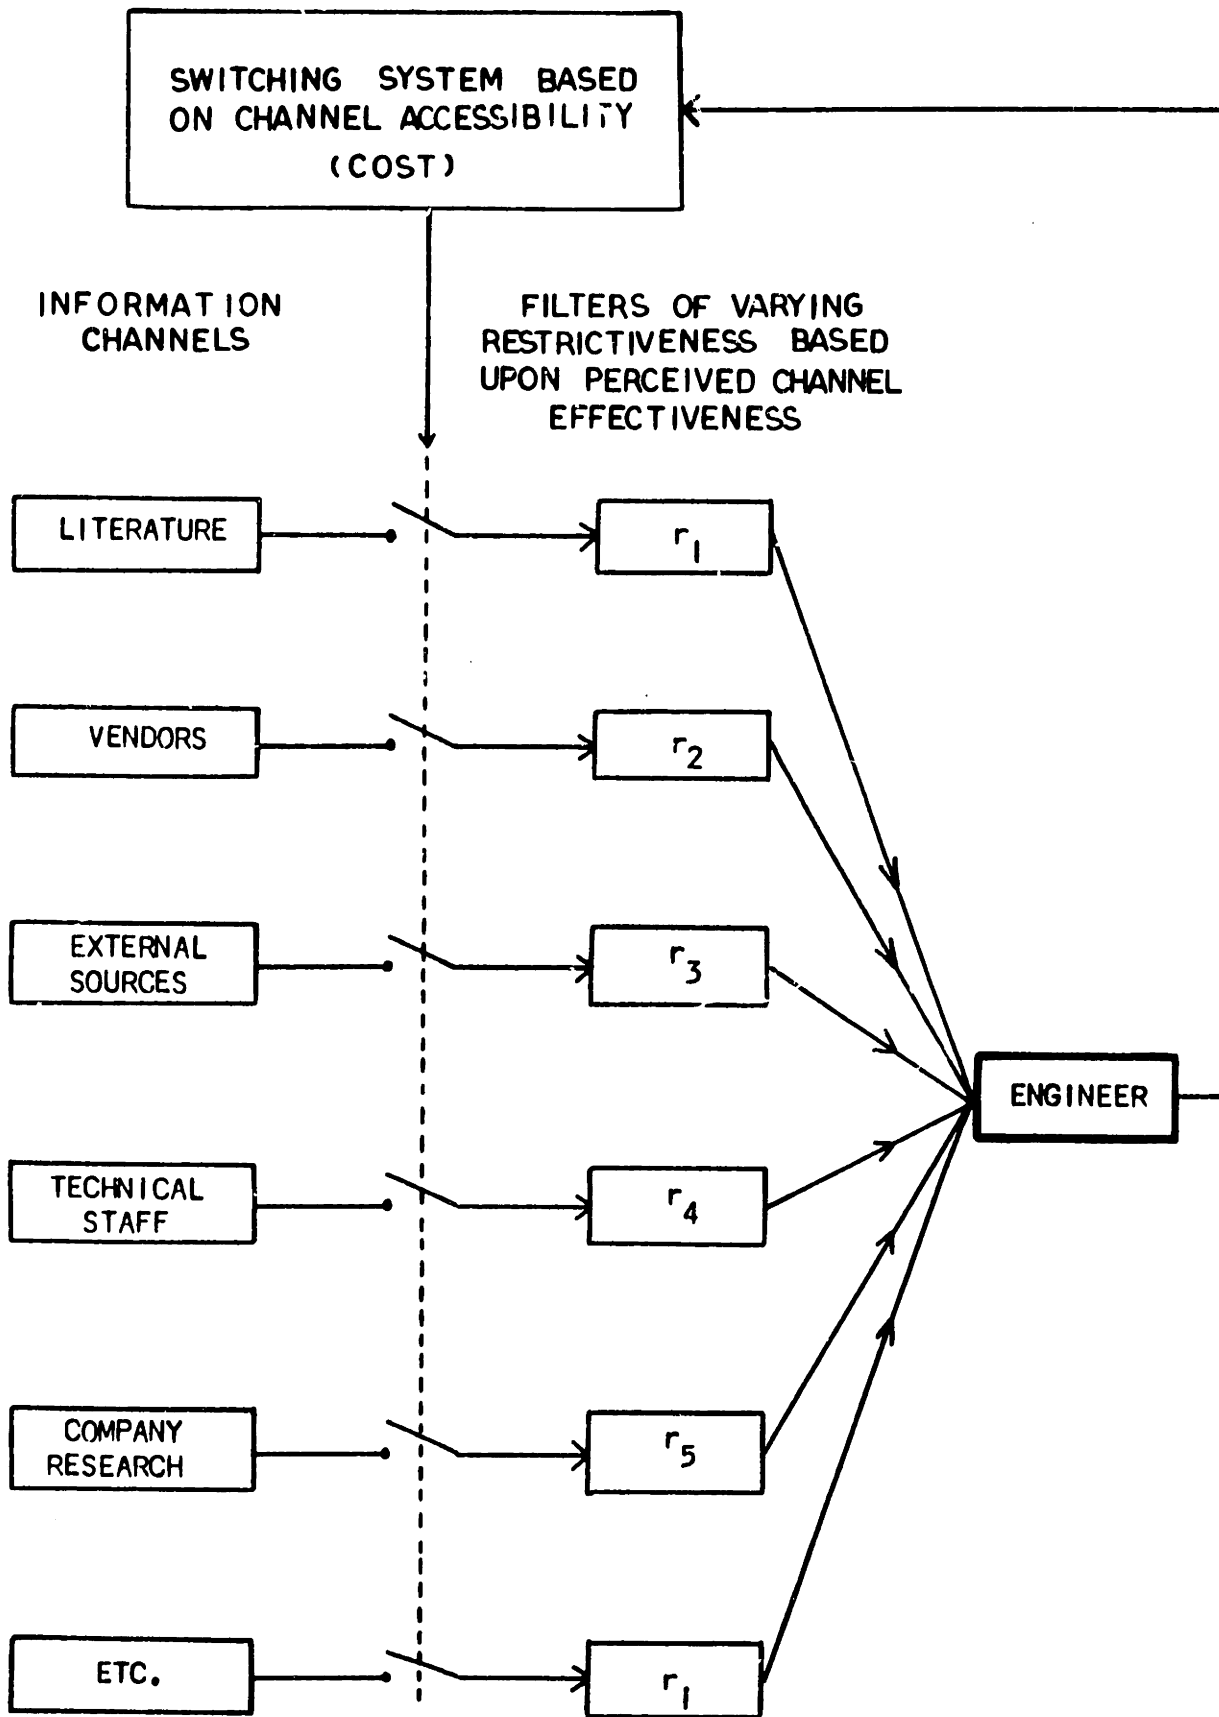 SWITCHING SYSTEM BASED
ON CHANNEL ACCESSIBILITY
(COST)
INFORMATION
CHANNELS
FILTERS OF VARYING
RESTRICTIVENESS BASED
UPON PERCEIVED CHANNEL
EFFECTIVENESS
LITERATURE
r1
VENDORS
r2
EXTERNAL
SOURCES
r3
ENGINEER
TECHNICAL
STAFF
r4
COMPANY
RESEARCH
r5
ETC.
r1